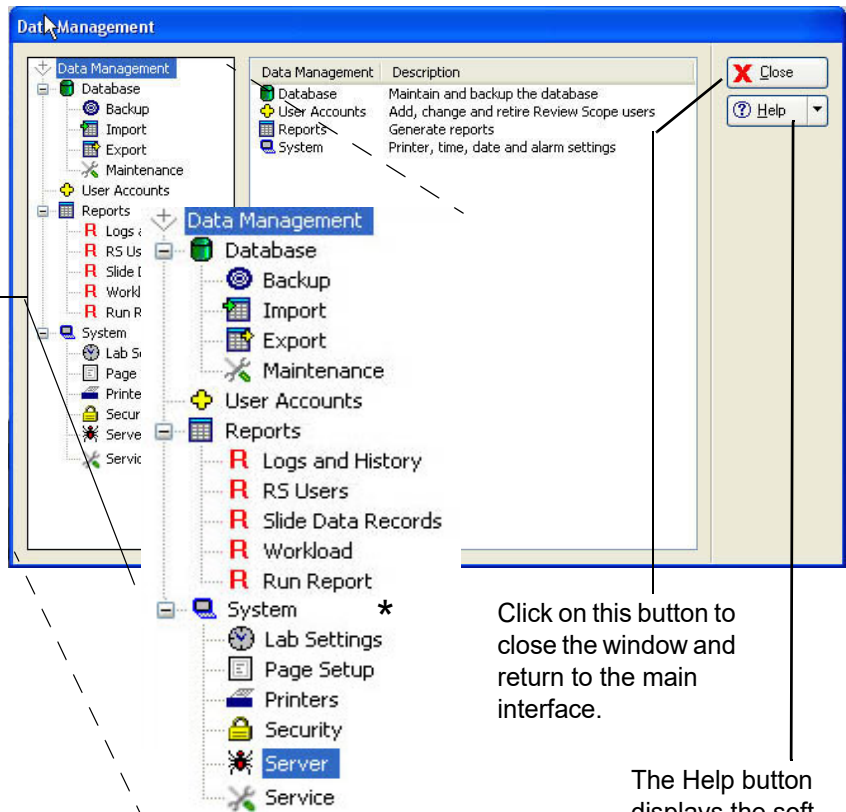 Data Management
Data Management
Database
Backup
Import
Export
Maintenance
User Accounts
Reports
Logs
RS Us
Slide
Workl
Run R
System
Lab S
Page
Printe
Secur
Serve
Servic
Data Management Description
Database Maintain and backup the database
User Accounts Add, change and retire Review Scope users
Reports Generate reports
System Printer, time, date and alarm settings
Close
Help
Data Management
Database
Backup
Import
Export
Maintenance
User Accounts
Reports
R Logs and History
R RS Users
R Slide Data Records
R Workload
R Run Report
System *
Lab Settings
Page Setup
Printers
Security
Server
Service
Click on this button to
close the window and
return to the main
interface.
The Help button
displays the soft